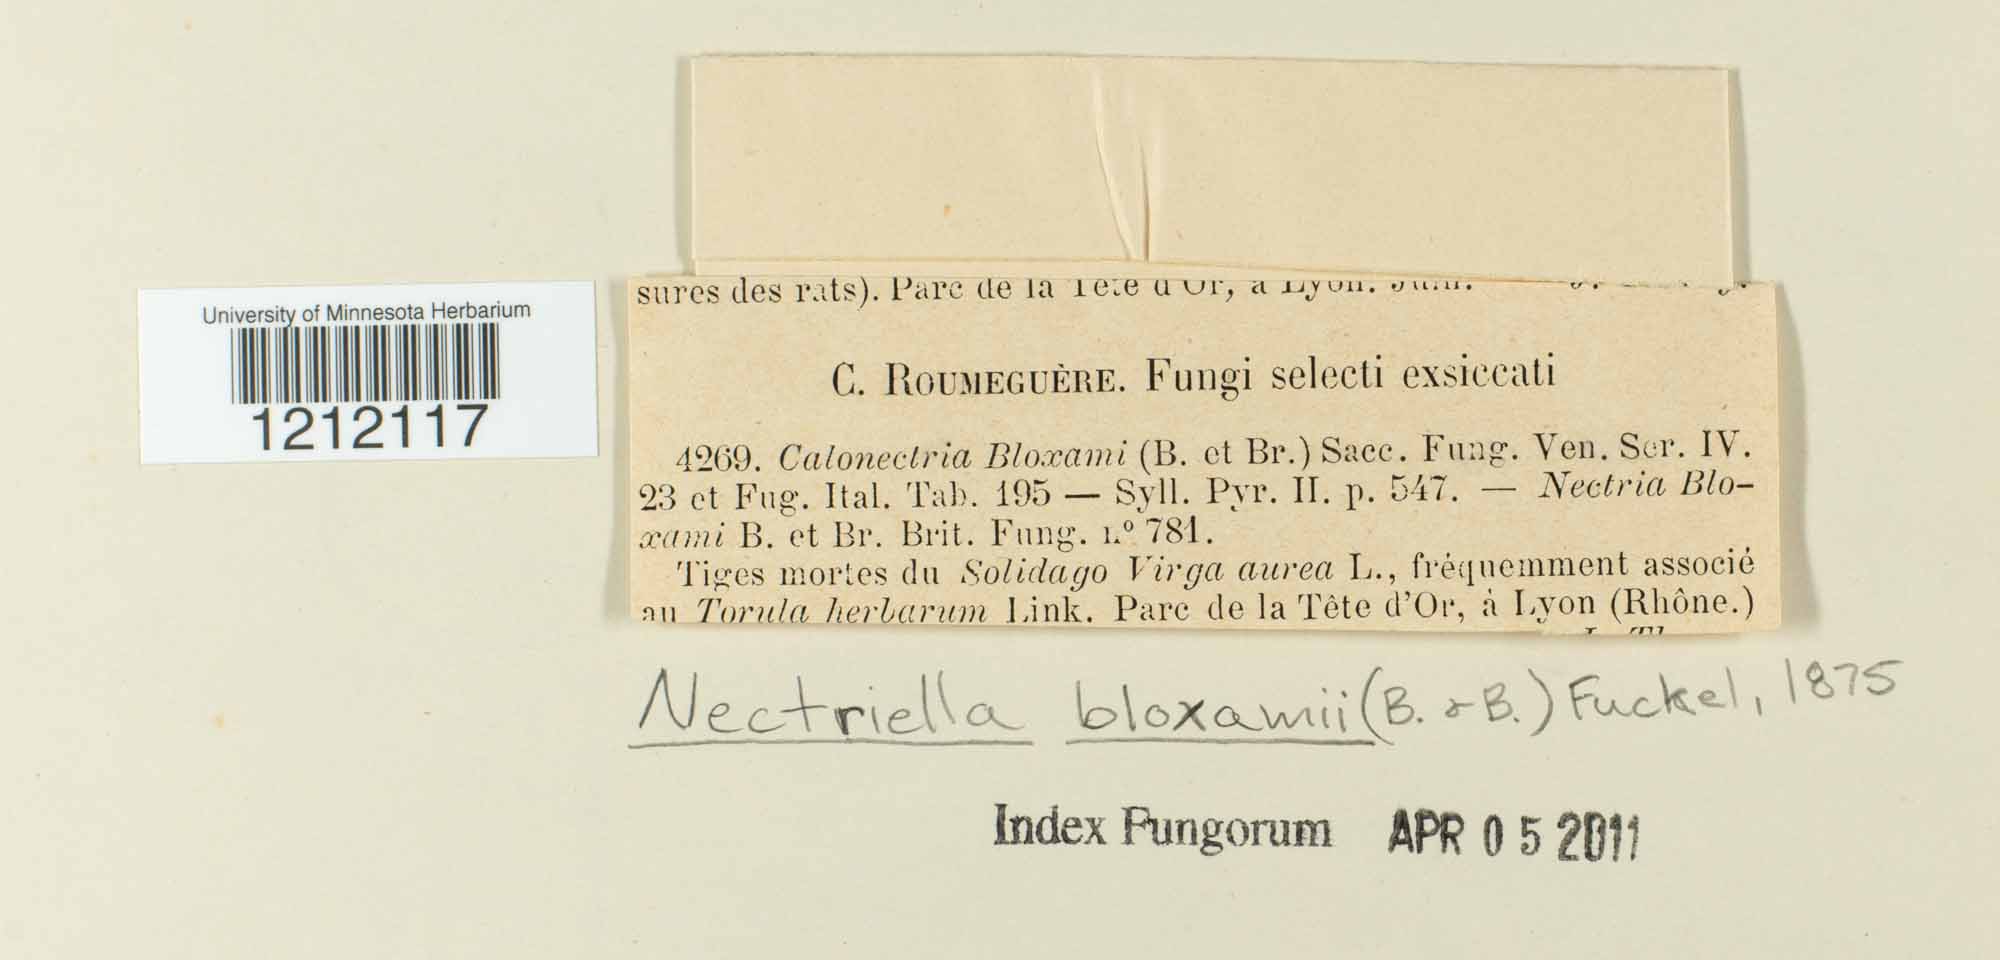 University of Minnesota Herbarium
1212117
sures des rats). Parc de la Tête d'Or, à Lyon. Juin.
C. ROUMEGUÈRE. Fungi selecti exsiccati
4269. Calonectria Bloxami (B. et Br.) Sacc. Fung. Ven. Ser. IV.
23 et Fug. Ital. Tab. 195 — Syll. Pyr. II. p. 547. — Nectria Blo-
xami B. et Br. Brit. Fung. nº 781.
Tiges mortes du Solidago Virga aurea L., fréquemment associé
au Torula herbarum Link. Parc de la Tête d'Or, à Lyon (Rhône.)
Nectriella bloxamii (B. & B.) Fuckel, 1875
Index Fungorum APR 05 2011